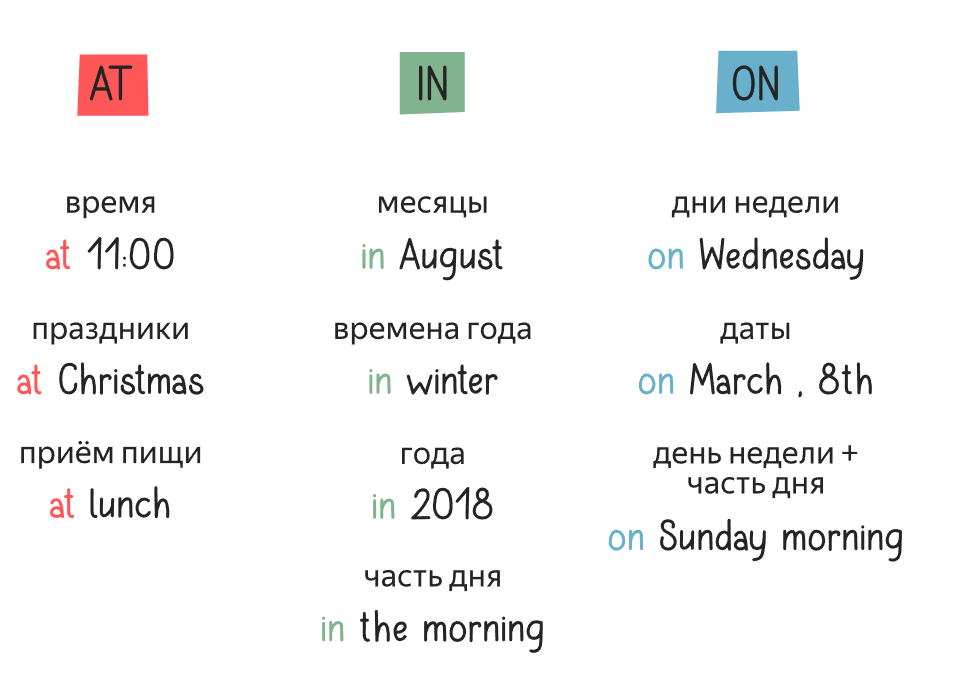 AT
время
at 11:00
праздники
at Christmas
приём пищи
at lunch
IN
месяцы
in August
времена года
in winter
года
in 2018
часть дня
in the morning
ON
дни недели
on Wednesday
даты
on March , 8th
день недели +
часть дня
on Sunday morning